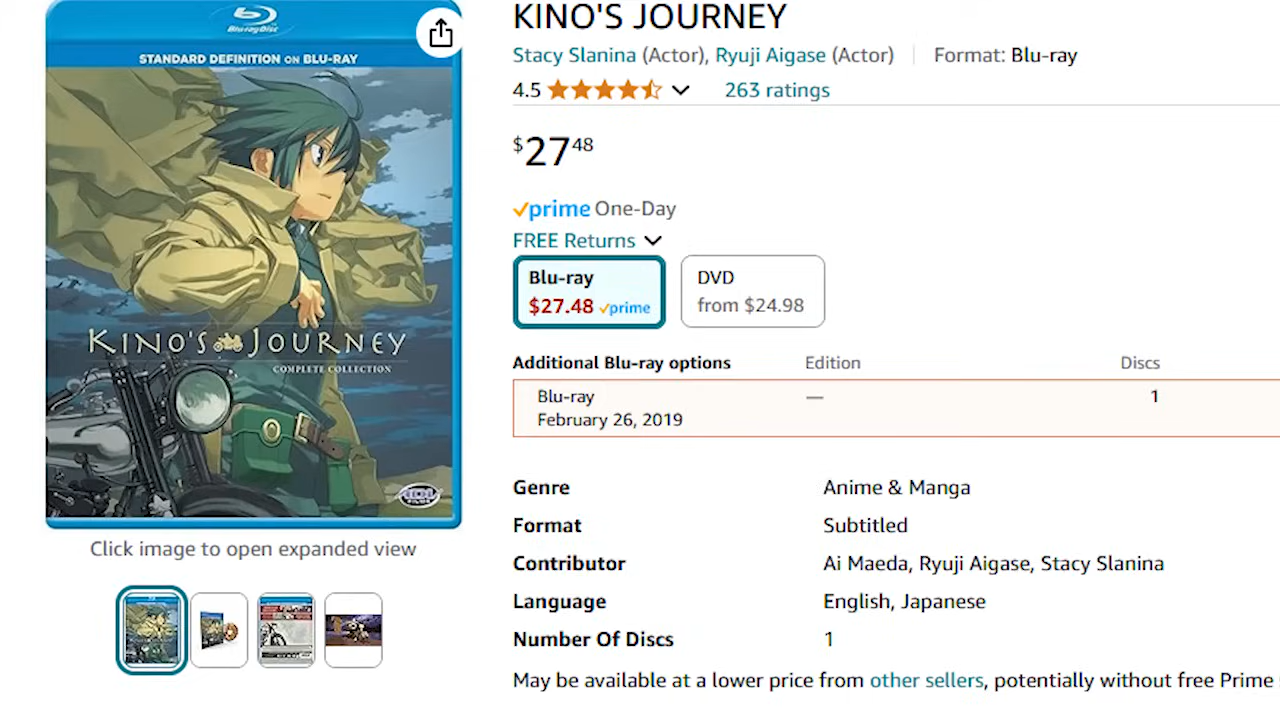 Blu-ray Disc
STANDARD DEFINITION ON BLU-RAY
KINO'S JOURNEY
COMPLETE COLLECTION
ADV
FILMS
Click image to open expanded view
KINO'S JOURNEY
Stacy Slanina (Actor), Ryuji Aigase (Actor) Format: Blu-ray
4.5 263 ratings
$27 48
prime One-Day
FREE Returns
Blu-ray
$27.48 prime
DVD
from $24.98
Additional Blu-ray options Edition Discs
Blu-ray — 1
February 26, 2019
Genre Anime & Manga
Format Subtitled
Contributor Ai Maeda, Ryuji Aigase, Stacy Slanina
Language English, Japanese
Number Of Discs 1
May be available at a lower price from other sellers, potentially without free Prime